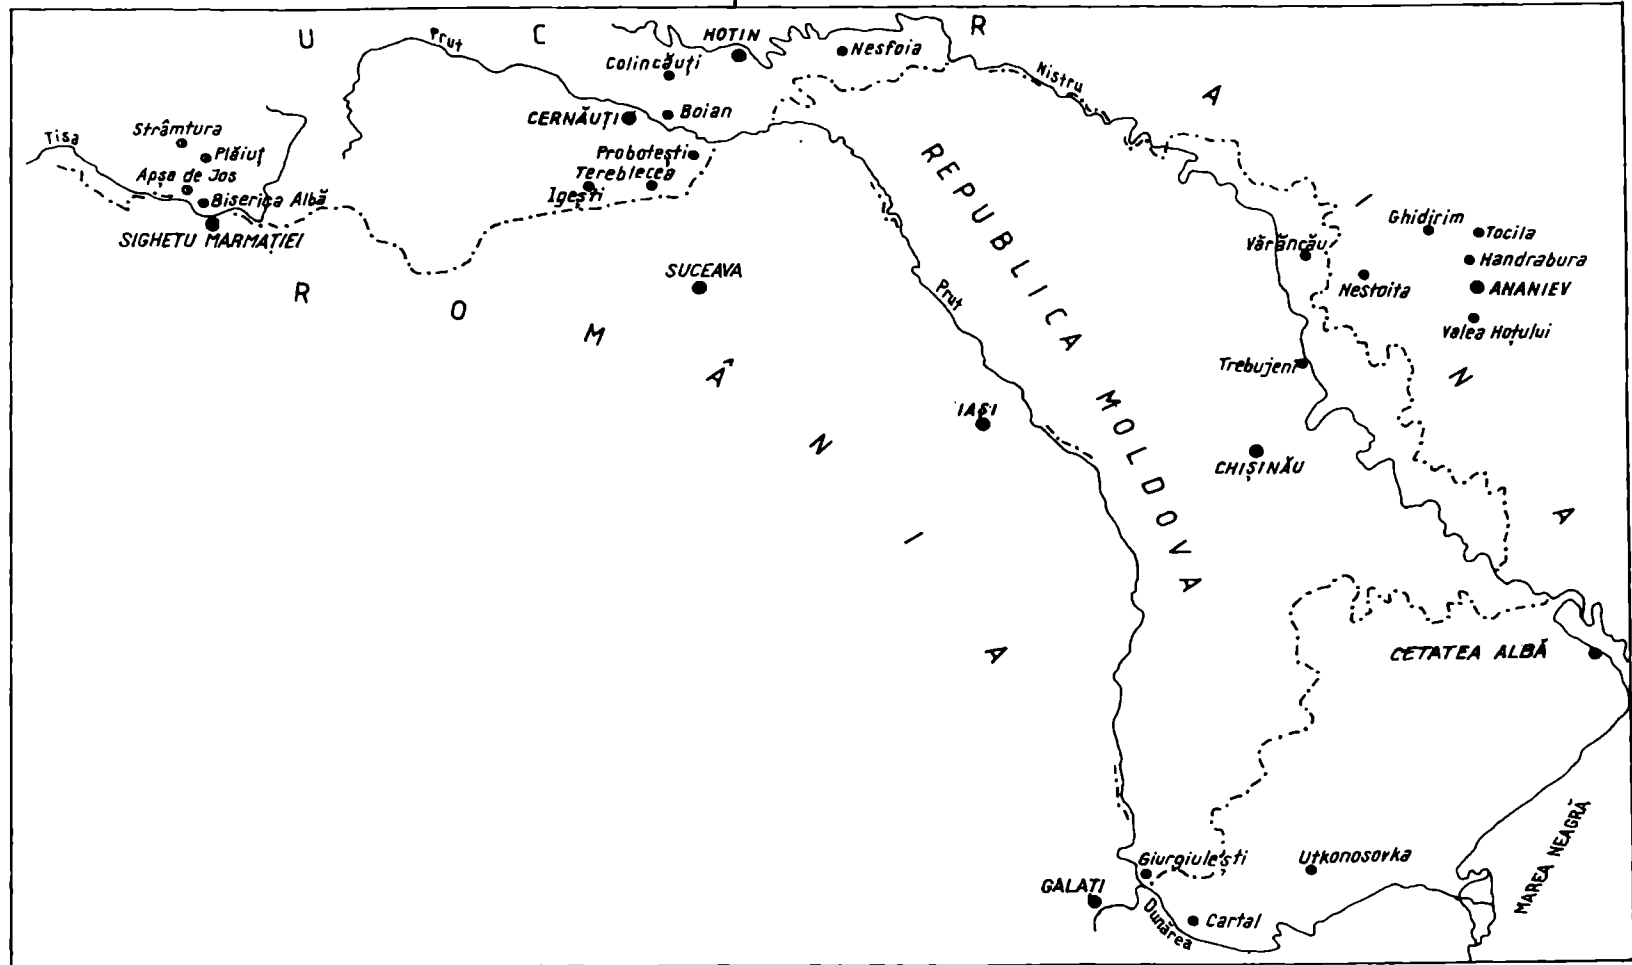 UCRAINA
Prut
HOTIN
Nesfoia
Colincăuți
Nistru
CERNĂUȚI
Boian
Strâmtura
Tisa
Plăiuț
Probotești
Apșa de Jos
Tereblecea
Igești
Biserica Albă
SIGHETU MARMAȚIEI
REPUBLICA MOLDOVA
Ghidirim
Tocila
Vărăncău
Handrabura
SUCEAVA
Nestoita
ANANIEV
ROMÂNIA
Prut
Valea Hoțului
Trebujeni
IAȘI
CHIȘINĂU
CETATEA ALBĂ
MAREA NEAGRĂ
Giurgiulești
Utkonosovka
GALAȚI
Dunărea
Cartal